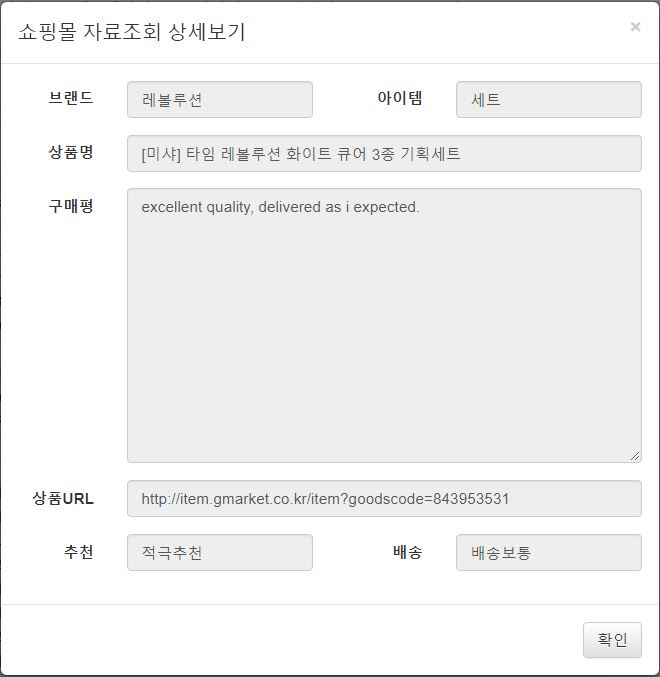 쇼핑몰 자료조회 상세보기 ×
브랜드 레볼루션 아이템 세트
상품명 [미샤] 타임 레볼루션 화이트 큐어 3종 기획세트
구매평 excellent quality, delivered as i expected.
상품URL http://item.gmarket.co.kr/item?goodscode=843953531
추천 적극추천 배송 배송보통
확인